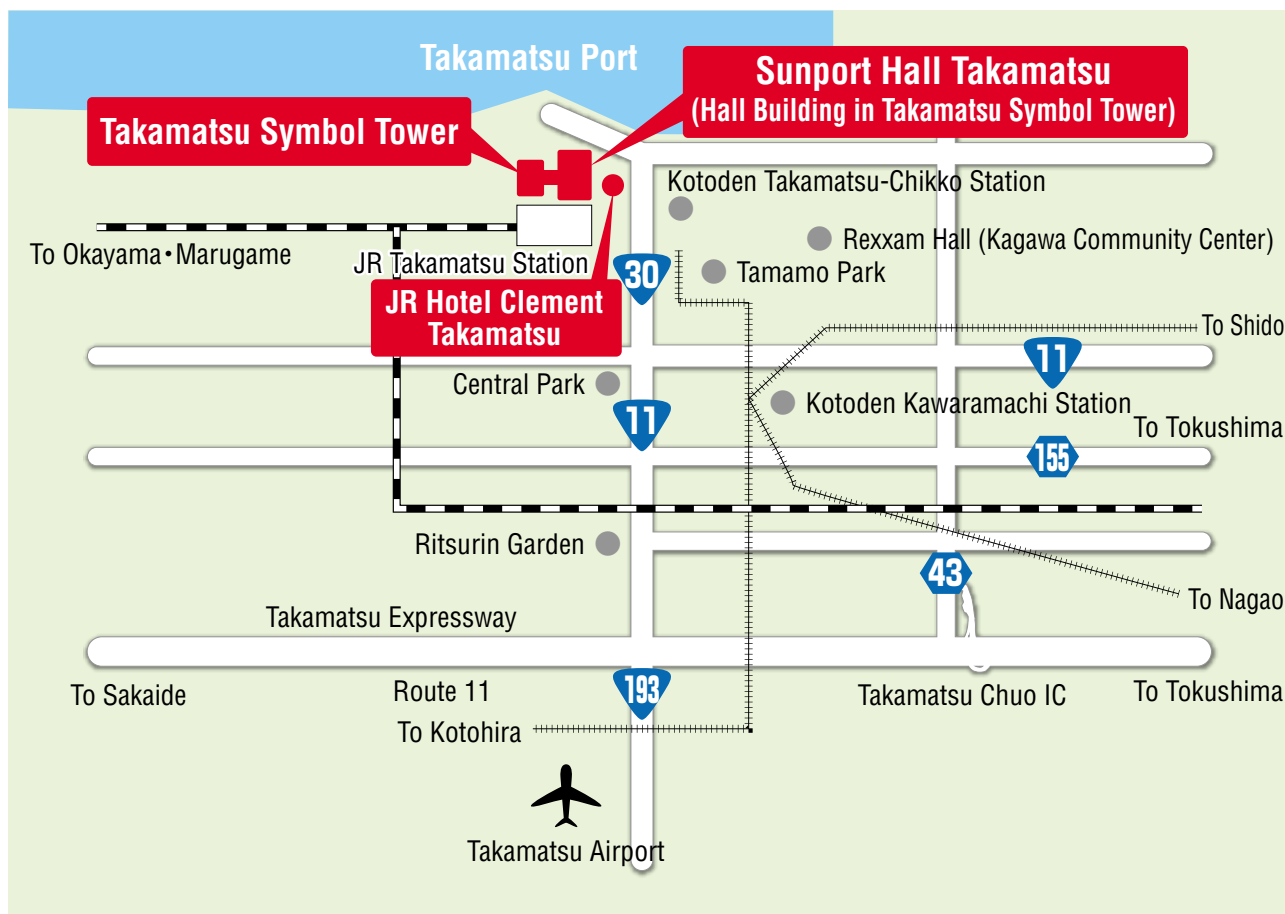 Takamatsu Port
Sunport Hall Takamatsu
(Hall Building in Takamatsu Symbol Tower)
Takamatsu Symbol Tower
Kotoden Takamatsu-Chikko Station
Rexxam Hall (Kagawa Community Center)
To Okayama・Marugame
JR Takamatsu Station
30
Tamamo Park
JR Hotel Clement
Takamatsu
To Shido
11
Central Park
11
Kotoden Kawaramachi Station
To Tokushima
155
Ritsurin Garden
43
To Nagao
Takamatsu Expressway
To Sakaide
Route 11
193
Takamatsu Chuo IC
To Tokushima
To Kotohira
Takamatsu Airport